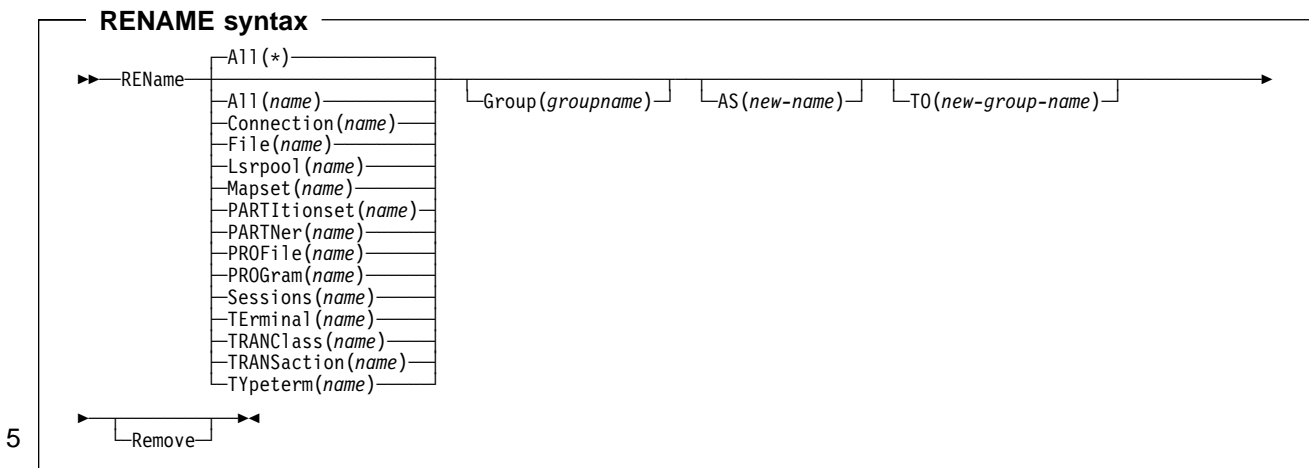 RENAME syntax
All(*)
REName
All(name)
Group(groupname)
AS(new-name)
TO(new-group-name)
Connection(name)
File(name)
Lsrpool(name)
Mapset(name)
PARTItionset(name)
PARTNer(name)
PROFile(name)
PROGram(name)
Sessions(name)
TErminal(name)
TRANClass(name)
TRANSaction(name)
TYpeterm(name)
Remove
5